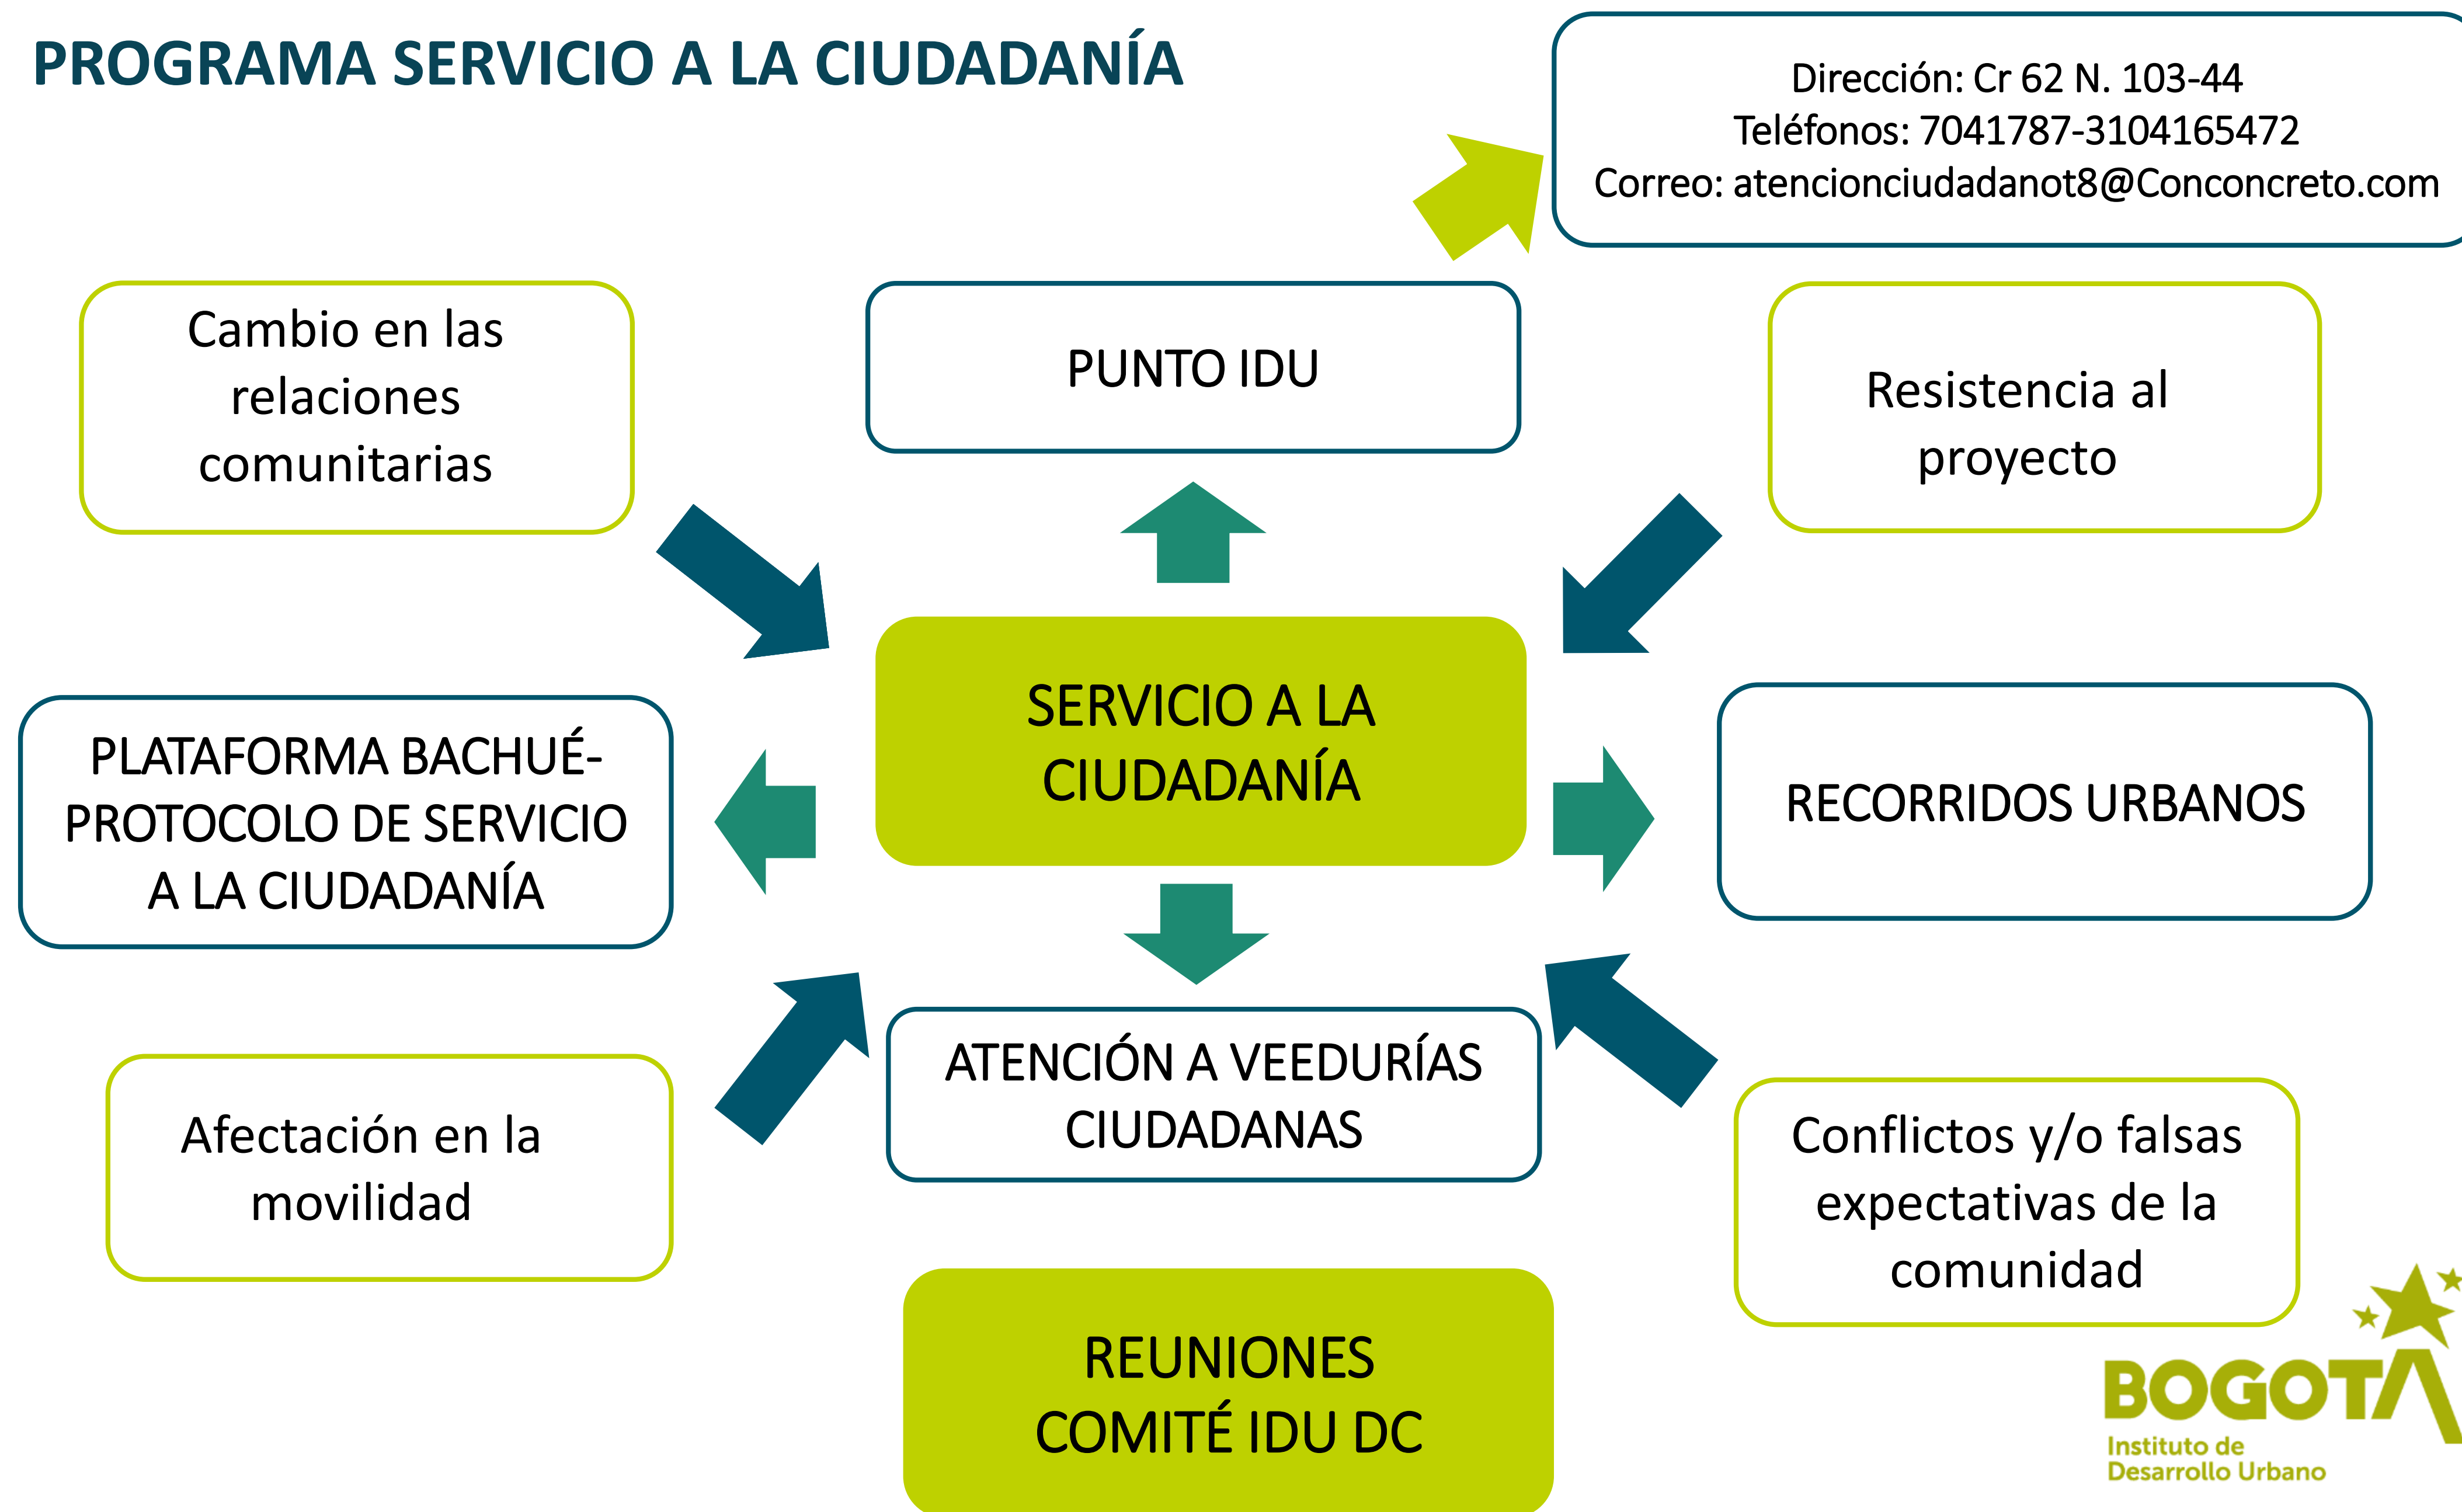 PROGRAMA SERVICIO A LA CIUDADANÍA
Dirección: Cr 62 N. 103-44
Teléfonos: 7041787-3104165472
Correo: atencionciudadanot8@Conconcreto.com
Cambio en las
relaciones
comunitarias
PUNTO IDU
Resistencia al
proyecto
PLATAFORMA BACHUÉ-
PROTOCOLO DE SERVICIO
A LA CIUDADANÍA
SERVICIO A LA
CIUDADANÍA
RECORRIDOS URBANOS
Afectación en la
movilidad
ATENCIÓN A VEEDURÍAS
CIUDADANAS
Conflictos y/o falsas
expectativas de la
comunidad
REUNIONES
COMITÉ IDU DC
BOGOTA
Instituto de
Desarrollo Urbano